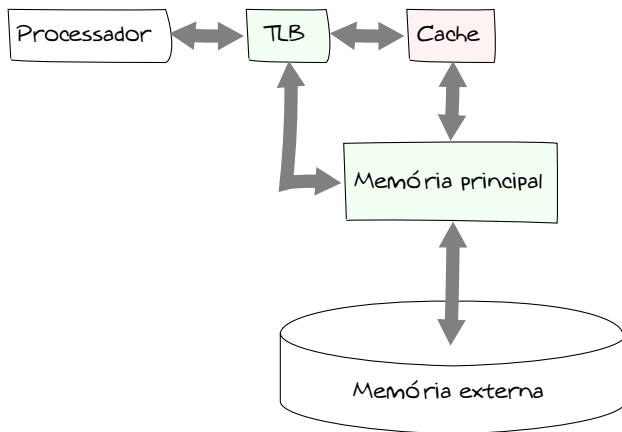 Processador
TLB
Cache
Memória principal
Memória externa